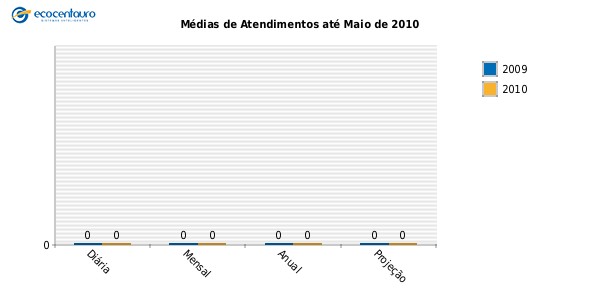 ecocentauro
Médias de Atendimentos até Maio de 2010
2009
2010
0 0 0 0 0 0 0 0
0
Diária
Mensal
Anual
Projeção